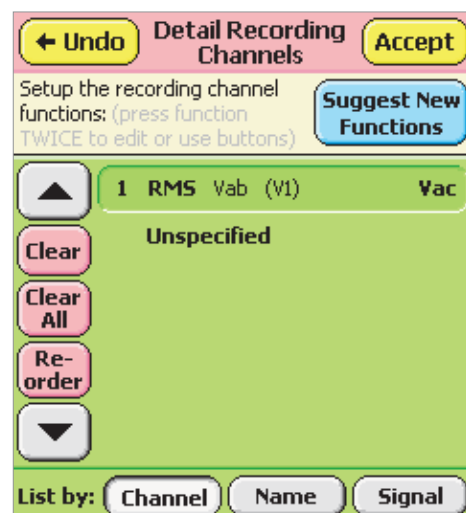 ← Undo
Detail Recording
Channels
Accept
Setup the recording channel
functions: (press function
TWICE to edit or use buttons)
Suggest New
Functions
1 RMS Vab (V1) Vac
Unspecified
Clear
Clear
All
Re-
order
List by: Channel Name Signal